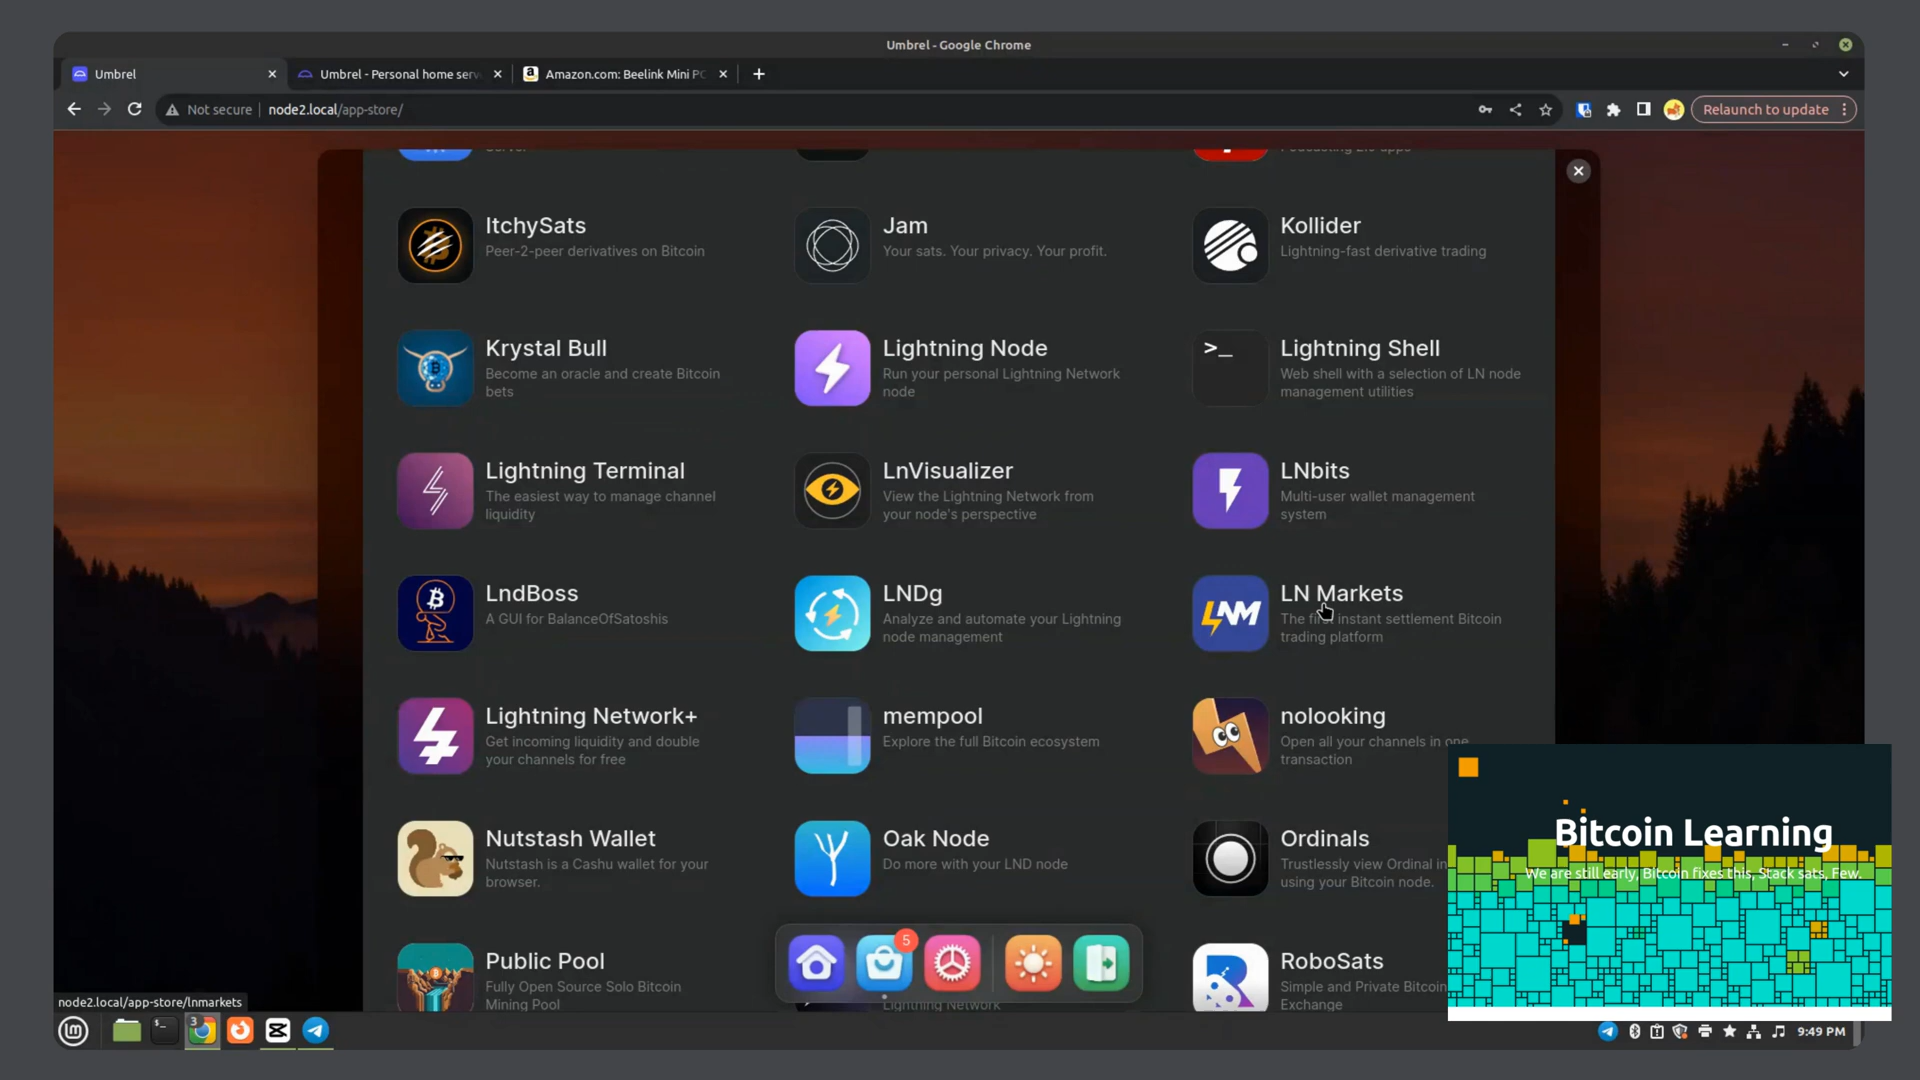 Umbrel - Google Chrome
Umbrel
Umbrel - Personal home serv
Amazon.com: Beelink Mini PC
Not secure
node2.local/app-store/
Relaunch to update
Server
Podcasting 2.0 apps
ItchySats
Peer-2-peer derivatives on Bitcoin
Jam
Your sats. Your privacy. Your profit.
Kollider
Lightning-fast derivative trading
Krystal Bull
Become an oracle and create Bitcoin
bets
Lightning Node
Run your personal Lightning Network
node
>_
Lightning Shell
Web shell with a selection of LN node
management utilities
Lightning Terminal
The easiest way to manage channel
liquidity
LnVisualizer
View the Lightning Network from
your node's perspective
LNbits
Multi-user wallet management
system
LndBoss
A GUI for BalanceOfSatoshis
LNDg
Analyze and automate your Lightning
node management
LNM
LN Markets
The first instant settlement Bitcoin
trading platform
Lightning Network+
Get incoming liquidity and double
your channels for free
mempool
Explore the full Bitcoin ecosystem
nolooking
Open all your channels in one
transaction
Nutstash Wallet
Nutstash is a Cashu wallet for your
browser.
Oak Node
Do more with your LND node
Ordinals
Trustlessly view Ordinal in
using your Bitcoin node.
Public Pool
Fully Open Source Solo Bitcoin
Mining Pool
Lightning Network
RoboSats
Simple and Private Bitcoin
Exchange
5
Bitcoin Learning
We are still early, Bitcoin fixes this, Stack sats, Few.
node2.local/app-store/lnmarkets
3
9:49 PM